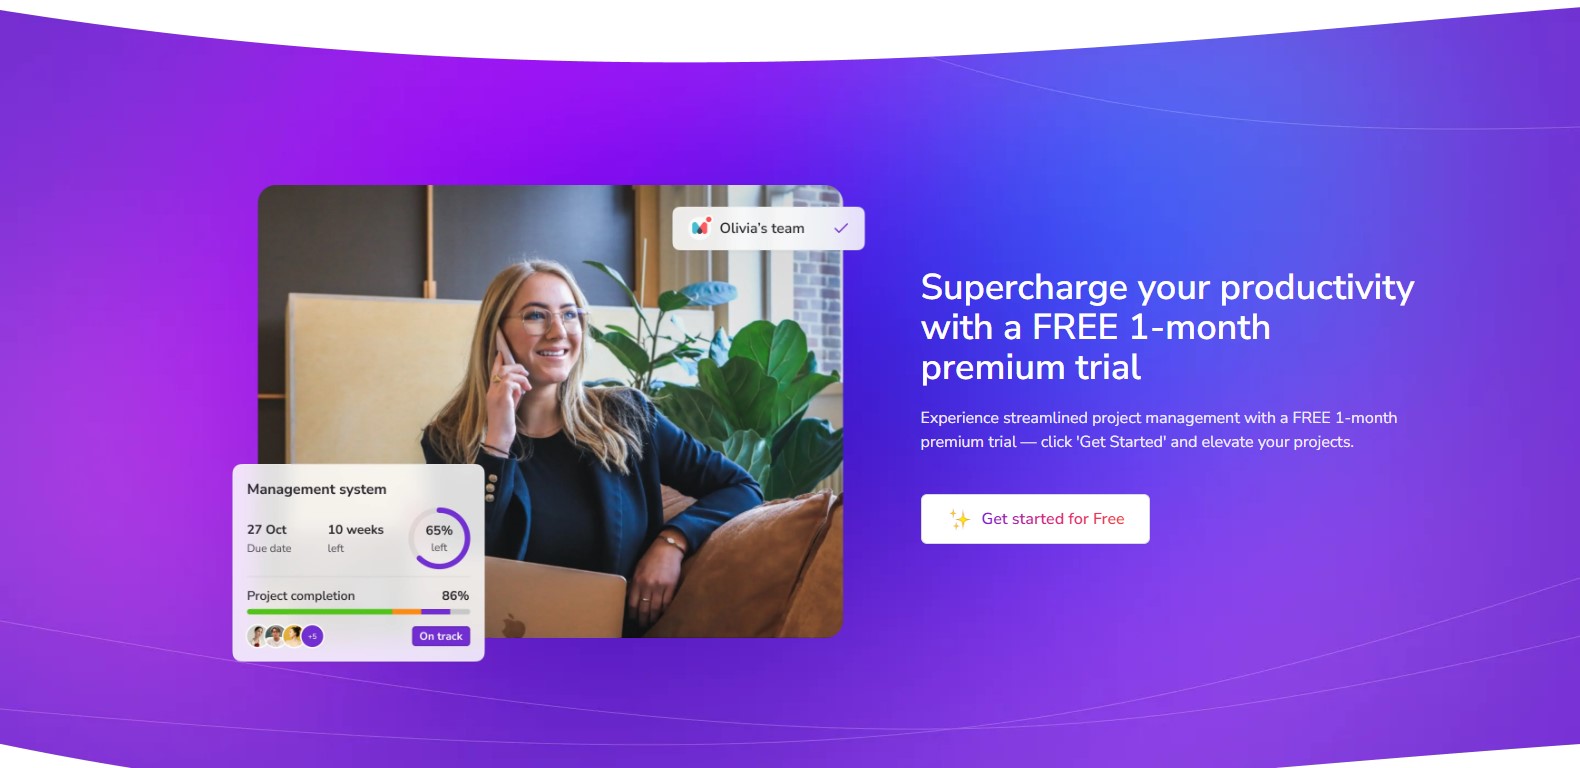 Olivia's team
Supercharge your productivity
with a FREE 1-month
premium trial
Experience streamlined project management with a FREE 1-month
premium trial — click 'Get Started' and elevate your projects.
✨ Get started for Free
Management system
27 Oct
Due date
10 weeks
left
65%
left
Project completion 86%
+5
On track